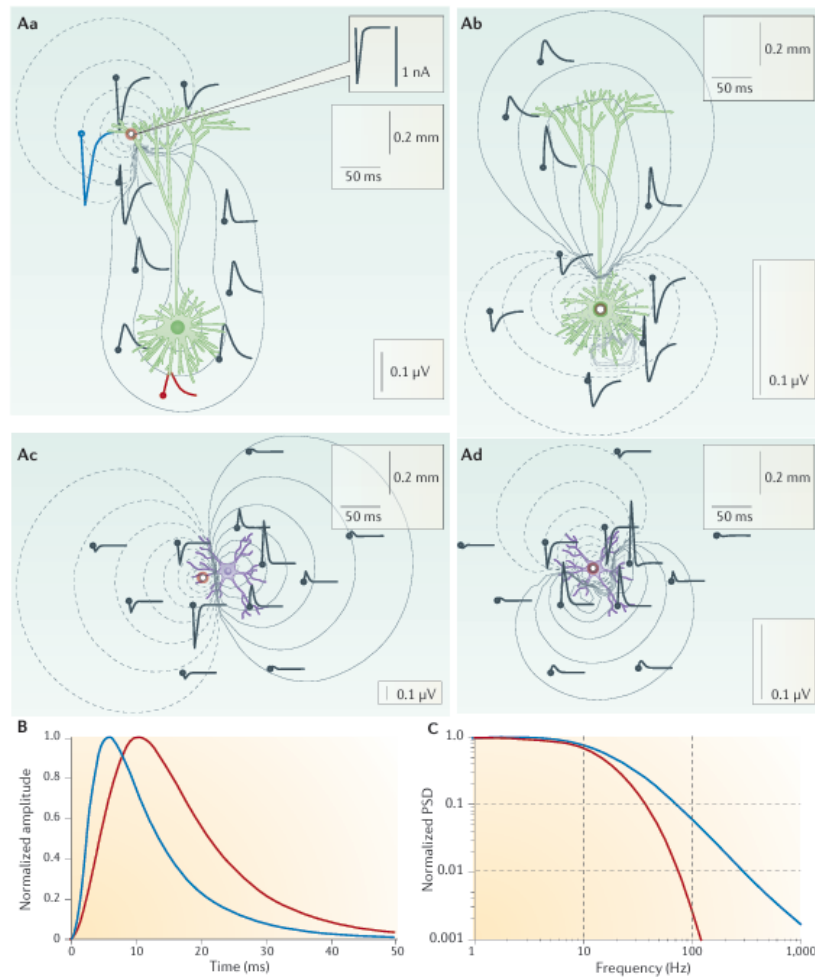 Aa
1 nA
0.2 mm
50 ms
0.1 µV
Ab
0.2 mm
50 ms
0.1 µV
Ac
0.2 mm
50 ms
0.1 µV
Ad
0.2 mm
50 ms
0.1 µV
B
Normalized amplitude
1.0
0.8
0.6
0.4
0.2
0
0 10 20 30 40 50
Time (ms)
C
Normalized PSD
1.0
0.1
0.01
0.001
1 10 100 1,000
Frequency (Hz)